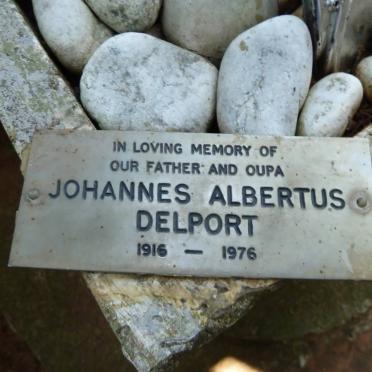 IN LOVING MEMORY OF
OUR FATHER AND OUPA
JOHANNES ALBERTUS
DELPORT
1916 — 1976